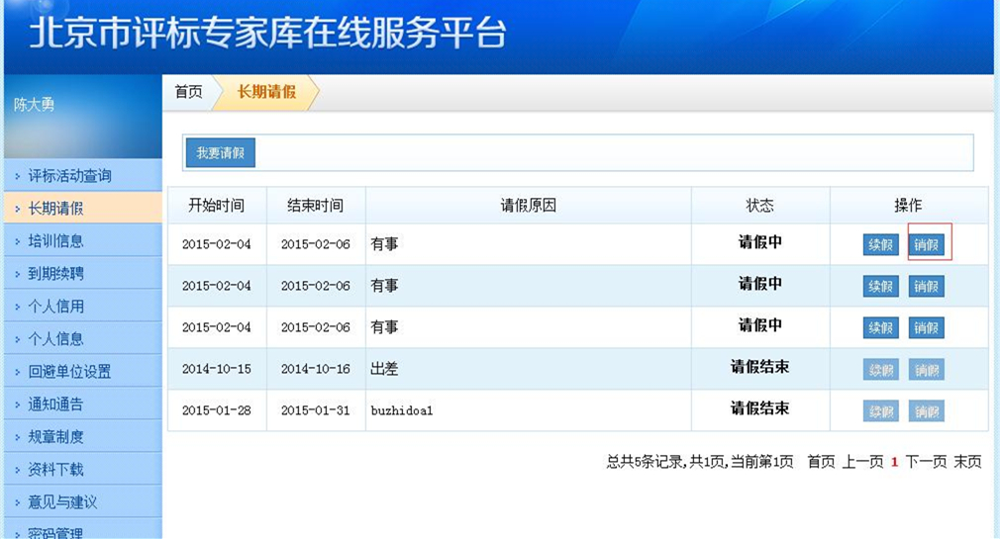 北京市评标专家库在线服务平台
陈大勇
首页 长期请假
我要请假
评标活动查询
长期请假
培训信息
到期续聘
个人信用
个人信息
回避单位设置
通知通告
规章制度
资料下载
意见与建议
密码管理
开始时间 结束时间 请假原因 状态 操作
2015-02-04 2015-02-06 有事 请假中 续假 销假
2015-02-04 2015-02-06 有事 请假中 续假 销假
2015-02-04 2015-02-06 有事 请假中 续假 销假
2014-10-15 2014-10-16 出差 请假结束 续假 销假
2015-01-28 2015-01-31 buzhidoal 请假结束 续假 销假
总共5条记录,共1页,当前第1页 首页 上一页 1 下一页 末页